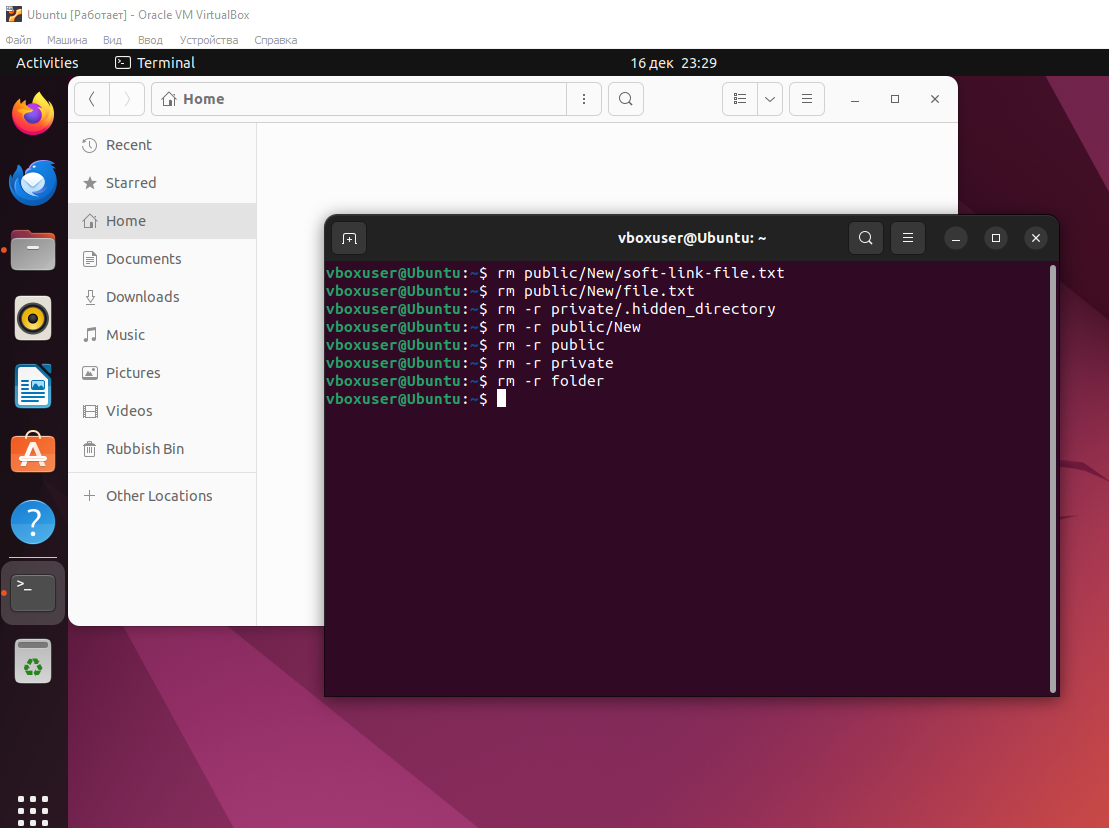 Ubuntu [Работает] - Oracle VM VirtualBox
Файл Машина Вид Ввод Устройства Справка
Activities Terminal 16 дек 23:29
Home
Recent
Starred
Home
Documents
Downloads
Music
Pictures
Videos
Rubbish Bin
Other Locations
vboxuser@Ubuntu: ~
vboxuser@Ubuntu:~$ rm public/New/soft-link-file.txt
vboxuser@Ubuntu:~$ rm public/New/file.txt
vboxuser@Ubuntu:~$ rm -r private/.hidden_directory
vboxuser@Ubuntu:~$ rm -r public/New
vboxuser@Ubuntu:~$ rm -r public
vboxuser@Ubuntu:~$ rm -r private
vboxuser@Ubuntu:~$ rm -r folder
vboxuser@Ubuntu:~$